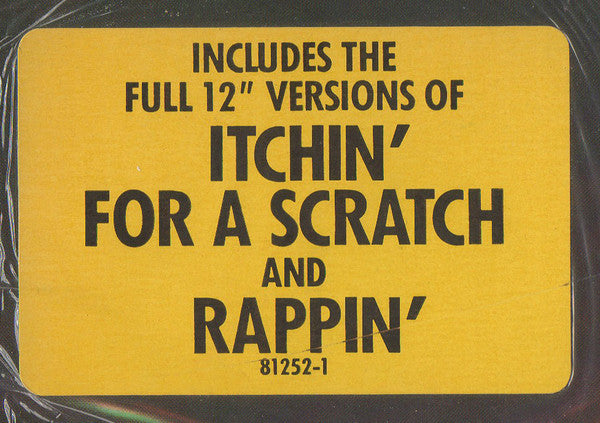 INCLUDES THE
FULL 12" VERSIONS OF
ITCHIN'
FOR A SCRATCH
AND
RAPPIN'
81252-1